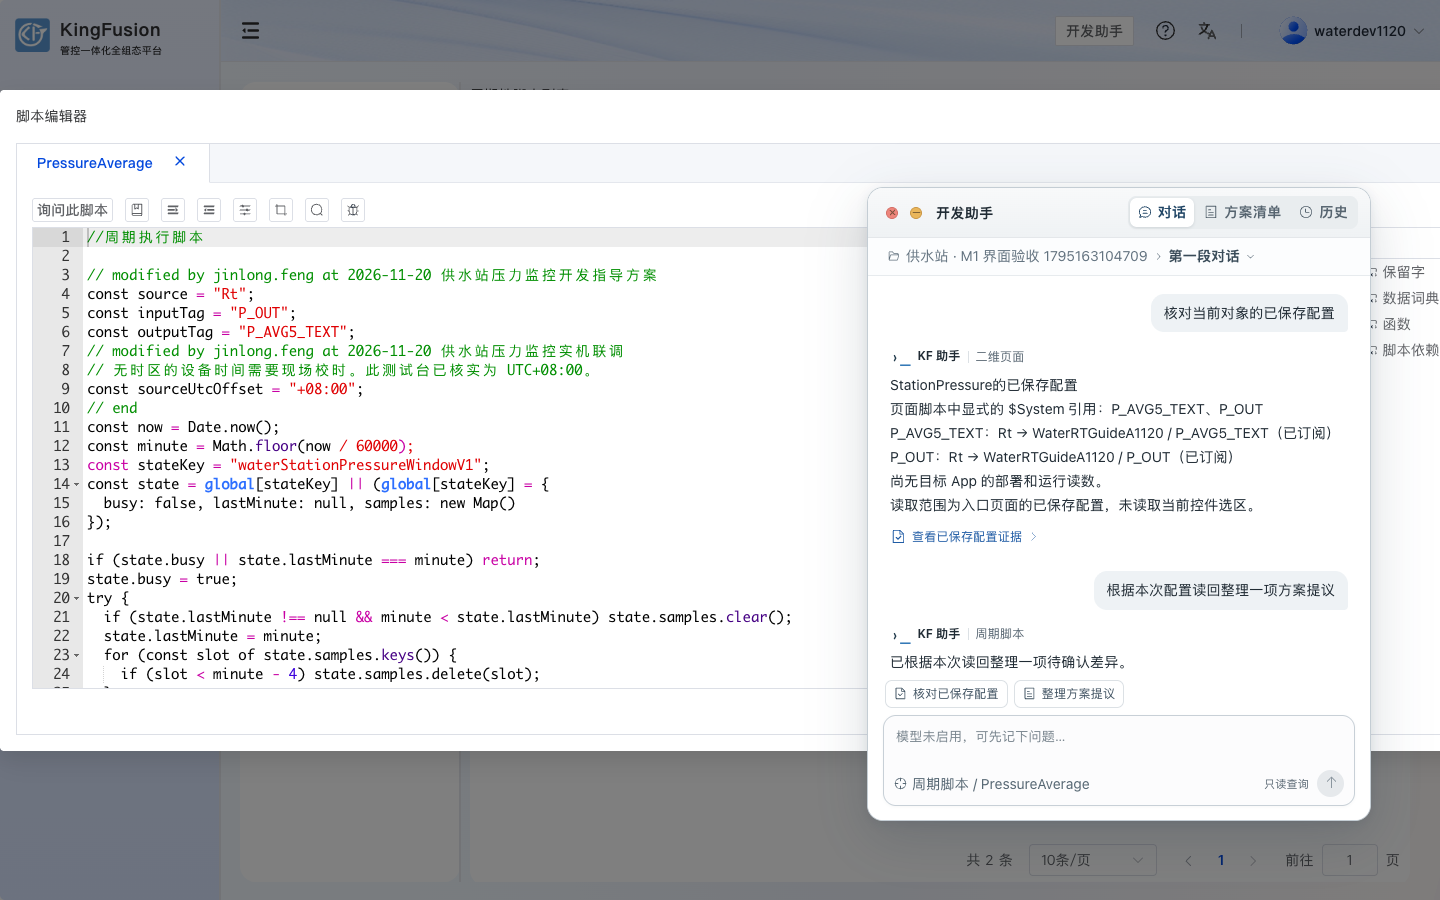 KingFusion
管控一体化全组态平台
开发助手
waterdev1120
脚本编辑器
PressureAverage
询问此脚本
1 //周期执行脚本
2
3 // modified by jinlong.feng at 2026-11-20 供水站压力监控开发指导方案
4 const source = "Rt";
5 const inputTag = "P_OUT";
6 const outputTag = "P_AVG5_TEXT";
7 // modified by jinlong.feng at 2026-11-20 供水站压力监控实机联调
8 // 无时区的设备时间需要现场校时。此测试台已核实为 UTC+08:00。
9 const sourceUtcOffset = "+08:00";
10 // end
11 const now = Date.now();
12 const minute = Math.floor(now / 60000);
13 const stateKey = "waterStationPressureWindowV1";
14 const state = global[stateKey] || (global[stateKey] = {
15 busy: false, lastMinute: null, samples: new Map()
16 });
17
18 if (state.busy || state.lastMinute === minute) return;
19 state.busy = true;
20 try {
21 if (state.lastMinute !== null && minute < state.lastMinute) state.samples.clear();
22 state.lastMinute = minute;
23 for (const slot of state.samples.keys()) {
24 if (slot < minute - 4) state.samples.delete(slot);
保留字
数据词典
函数
脚本依赖
开发助手
对话
方案清单
历史
供水站 · M1 界面验收 1795163104709 › 第一段对话
核对当前对象的已保存配置
KF 助手 | 二维页面
StationPressure的已保存配置
页面脚本中显式的 $System 引用：P_AVG5_TEXT、P_OUT
P_AVG5_TEXT：Rt → WaterRTGuideA1120 / P_AVG5_TEXT（已订阅）
P_OUT：Rt → WaterRTGuideA1120 / P_OUT（已订阅）
尚无目标 App 的部署和运行读数。
读取范围为入口页面的已保存配置，未读取当前控件选区。
查看已保存配置证据
根据本次配置读回整理一项方案提议
KF 助手 | 周期脚本
已根据本次读回整理一项待确认差异。
核对已保存配置
整理方案提议
模型未启用，可先记下问题...
周期脚本 / PressureAverage
只读查询
共 2 条
10条/页
1
前往
1
页